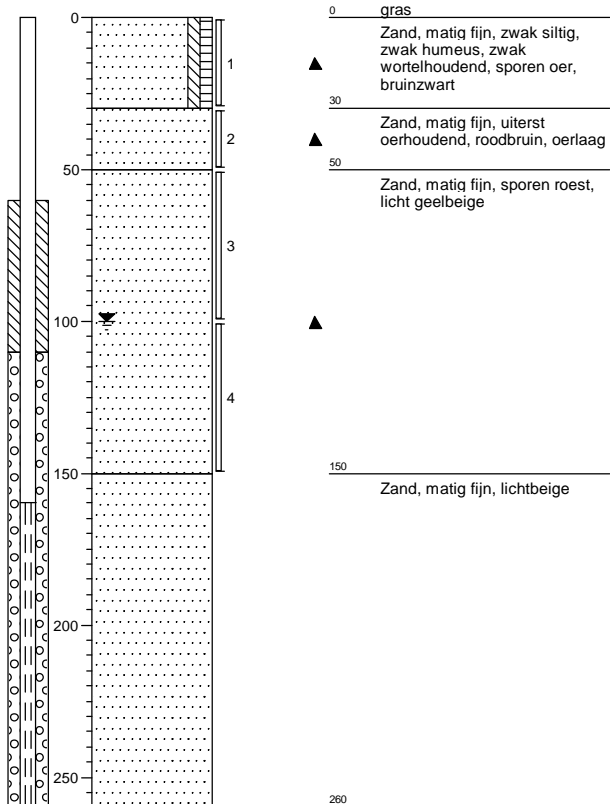 0
50
100
150
200
250
1
2
3
4
0
gras
Zand, matig fijn, zwak siltig,
zwak humeus, zwak
wortelhoudend, sporen oer,
bruinzwart
30
Zand, matig fijn, uiterst
oerhoudend, roodbruin, oerlaag
50
Zand, matig fijn, sporen roest,
licht geelbeige
150
Zand, matig fijn, lichtbeige
260